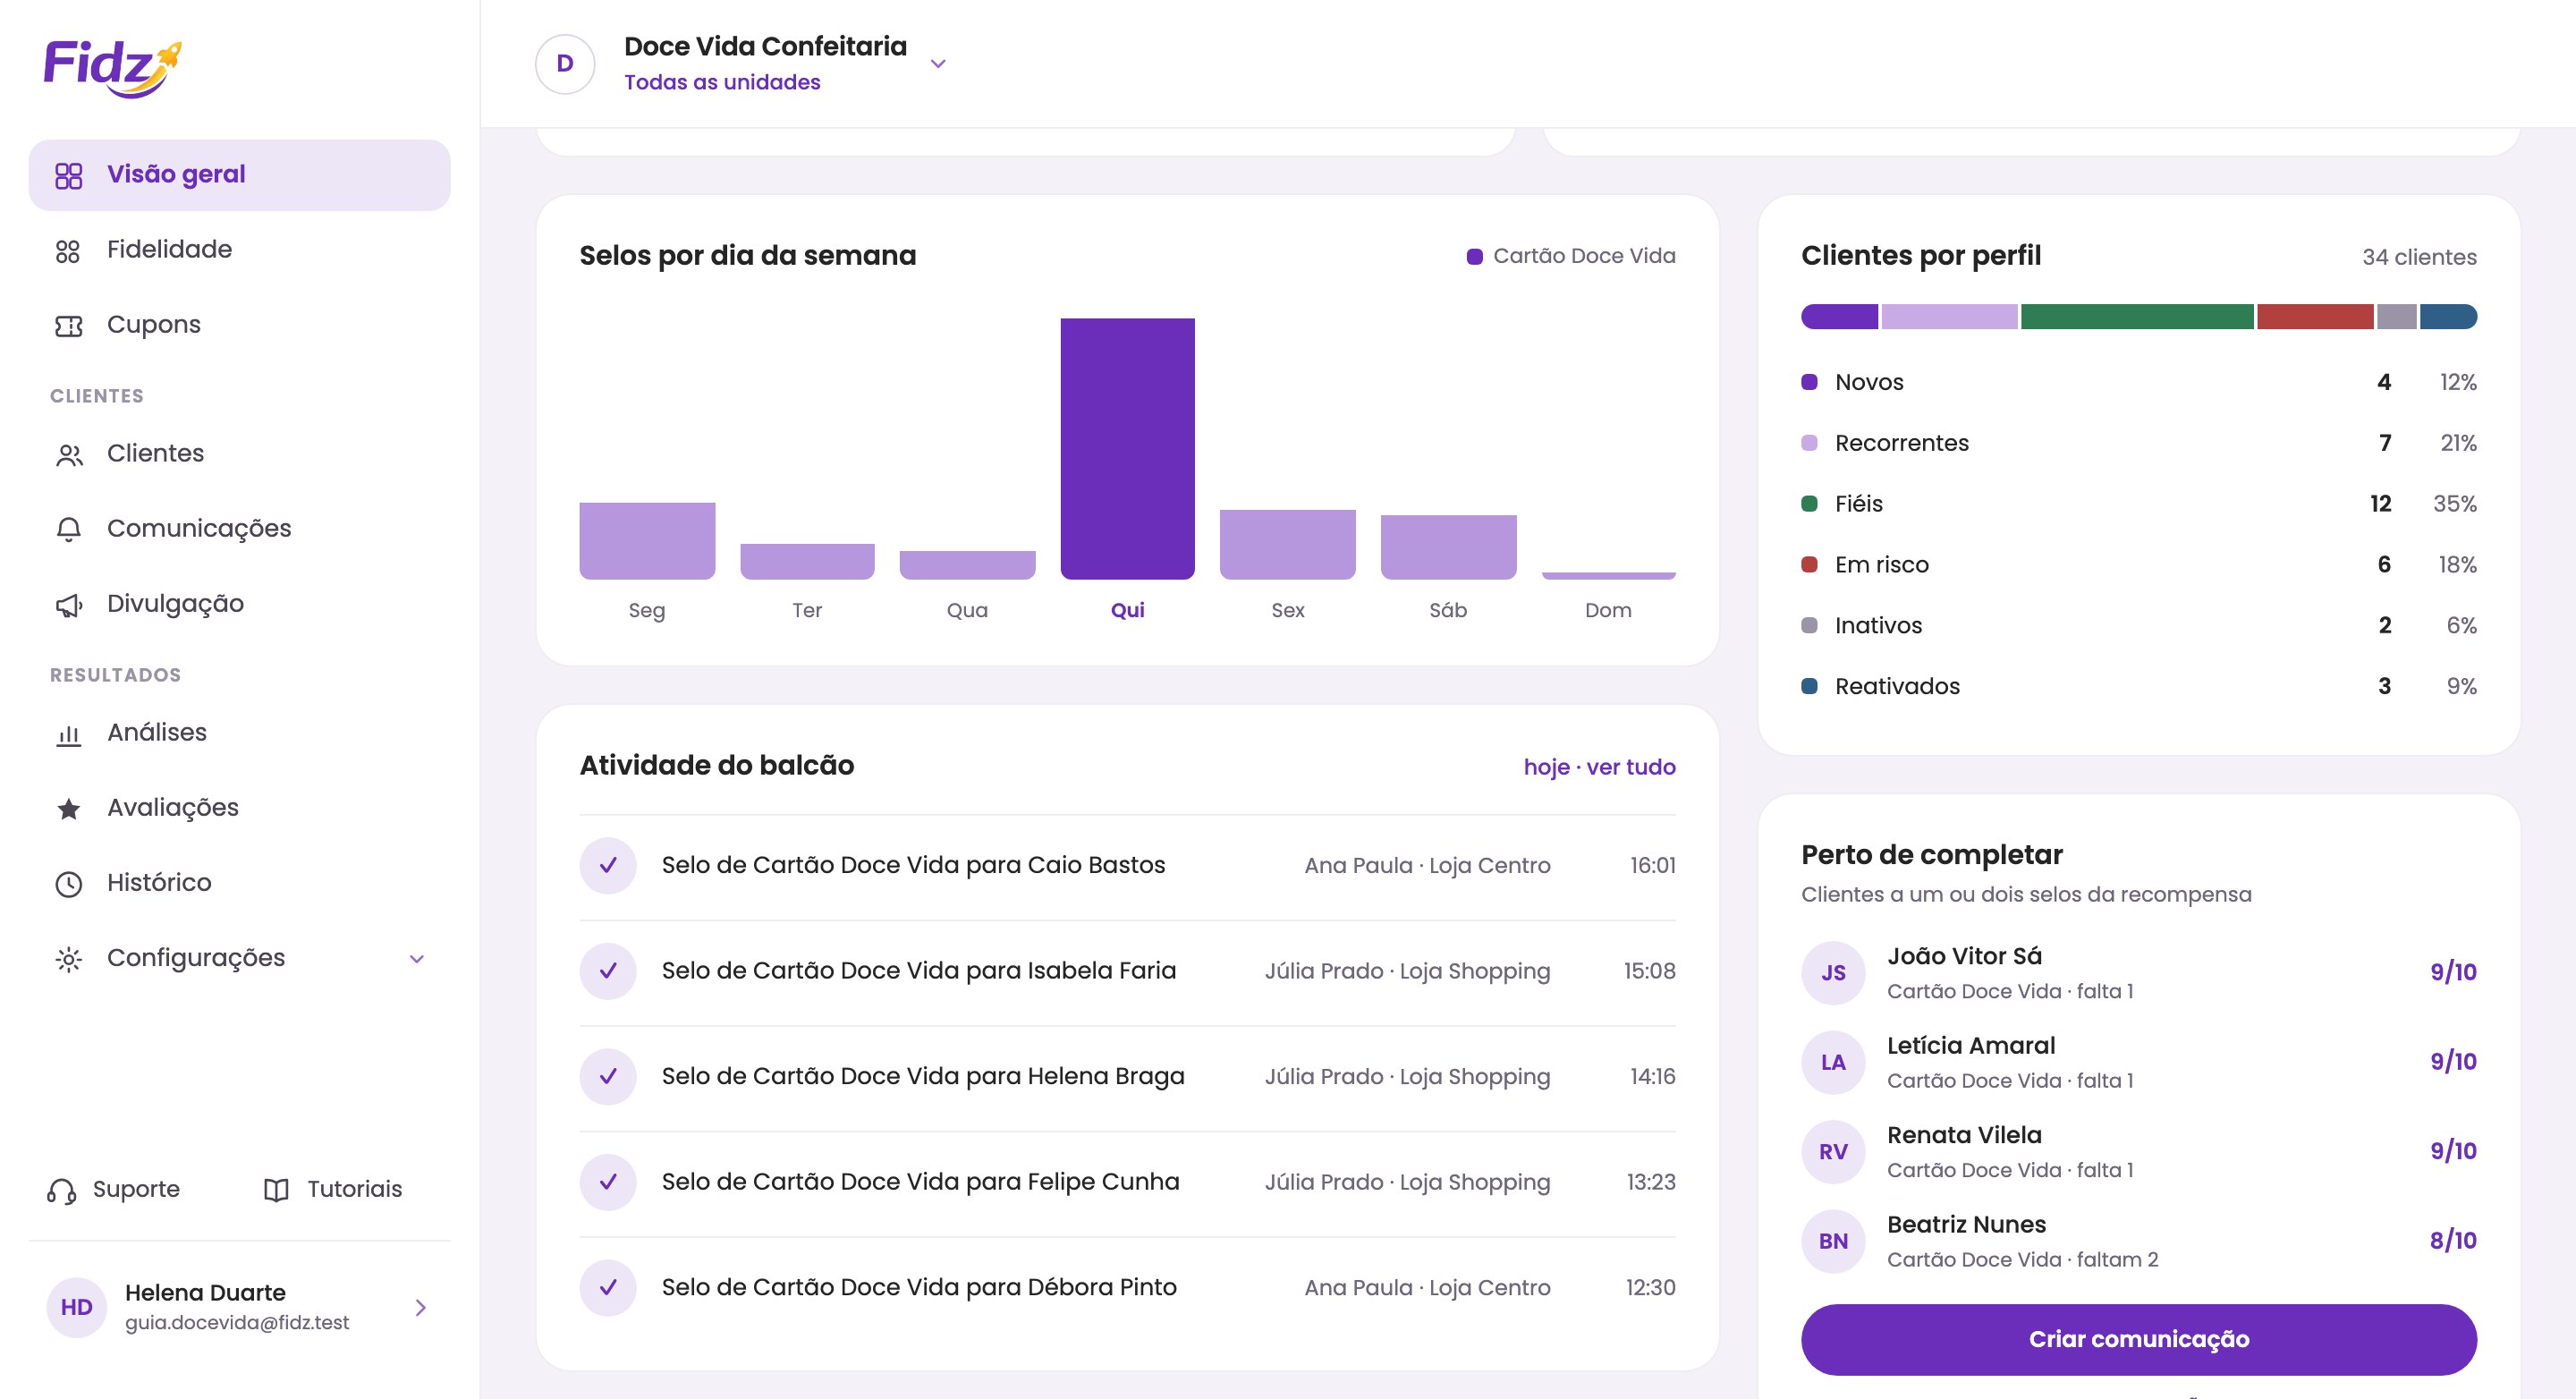 Fidz
Visão geral
Fidelidade
Cupons
CLIENTES
Clientes
Comunicações
Divulgação
RESULTADOS
Análises
Avaliações
Histórico
Configurações
Suporte
Tutoriais
HD
Helena Duarte
guia.docevida@fidz.test
D
Doce Vida Confeitaria
Todas as unidades
Selos por dia da semana
Cartão Doce Vida
Seg Ter Qua Qui Sex Sáb Dom
Atividade do balcão
hoje · ver tudo
Selo de Cartão Doce Vida para Caio Bastos Ana Paula · Loja Centro 16:01
Selo de Cartão Doce Vida para Isabela Faria Júlia Prado · Loja Shopping 15:08
Selo de Cartão Doce Vida para Helena Braga Júlia Prado · Loja Shopping 14:16
Selo de Cartão Doce Vida para Felipe Cunha Júlia Prado · Loja Shopping 13:23
Selo de Cartão Doce Vida para Débora Pinto Ana Paula · Loja Centro 12:30
Clientes por perfil
34 clientes
Novos 4 12%
Recorrentes 7 21%
Fiéis 12 35%
Em risco 6 18%
Inativos 2 6%
Reativados 3 9%
Perto de completar
Clientes a um ou dois selos da recompensa
JS
João Vitor Sá
Cartão Doce Vida · falta 1
9/10
LA
Letícia Amaral
Cartão Doce Vida · falta 1
9/10
RV
Renata Vilela
Cartão Doce Vida · falta 1
9/10
BN
Beatriz Nunes
Cartão Doce Vida · faltam 2
8/10
Criar comunicação